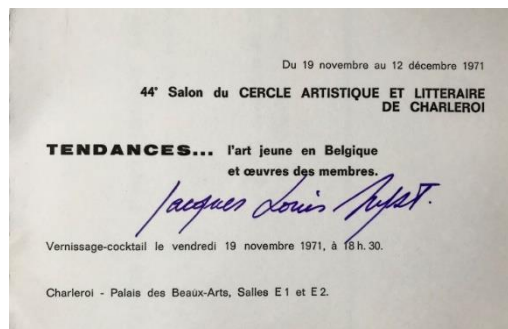 Du 19 novembre au 12 décembre 1971
44° Salon du CERCLE ARTISTIQUE ET LITTERAIRE
DE CHARLEROI
TENDANCES... l'art jeune en Belgique
et œuvres des membres.
Jacques Louis Nyst.
Vernissage-cocktail le vendredi 19 novembre 1971, à 18 h. 30.
Charleroi - Palais des Beaux-Arts, Salles E 1 et E 2.